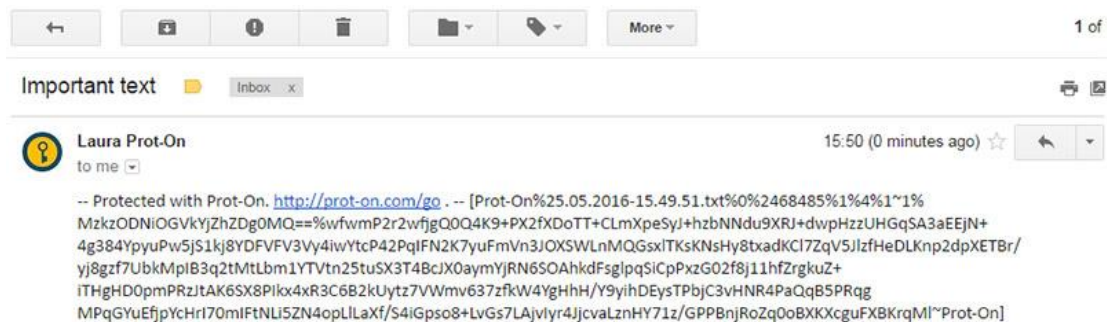 More
1 of
Important text
Inbox x
Laura Prot-On
15:50 (0 minutes ago)
to me
-- Protected with Prot-On. http://prot-on.com/go . -- [Prot-On%25.05.2016-15.49.51.txt%0%2468485%1%4%1~1%
MzkzODNiOGVkYjZhZDg0MQ==%wfwmP2r2wfjgQ0Q4K9+PX2fXDoTT+CLmXpeSyJ+hzbNNdu9XRJ+dwpHzzUHGqSA3aEEjN+
4g384YpyuPw5jS1kj8YDFVFV3Vy4iwYtcP42PqIFN2K7yuFmVn3JOXSWLnMQGsxlTKsKNsHy8txadKCl7ZqV5JlzfHeDLKnp2dpXETBr/
yj8gzf7UbkMpIB3q2tMtLbm1YTVtn25tuSX3T4BcJX0aymYjRN6SOAhkdFsglpqSiCpPxzG02f8j11hfZrgkuZ+
iTHgHD0pmPRzJtAK6SX8PIkx4xR3C6B2kUytz7VWmv637zfkW4YgHhH/Y9yihDEysTPbjC3vHNR4PaQqB5PRqg
MPqGYuEfjpYcHrI70mIFtNLi5ZN4opLlLaXf/S4iGpso8+LvGs7LAjvIyr4JjcvaLznHY71z/GPPBnjRoZq0oBXKXcguFXBKrqMl~Prot-On]